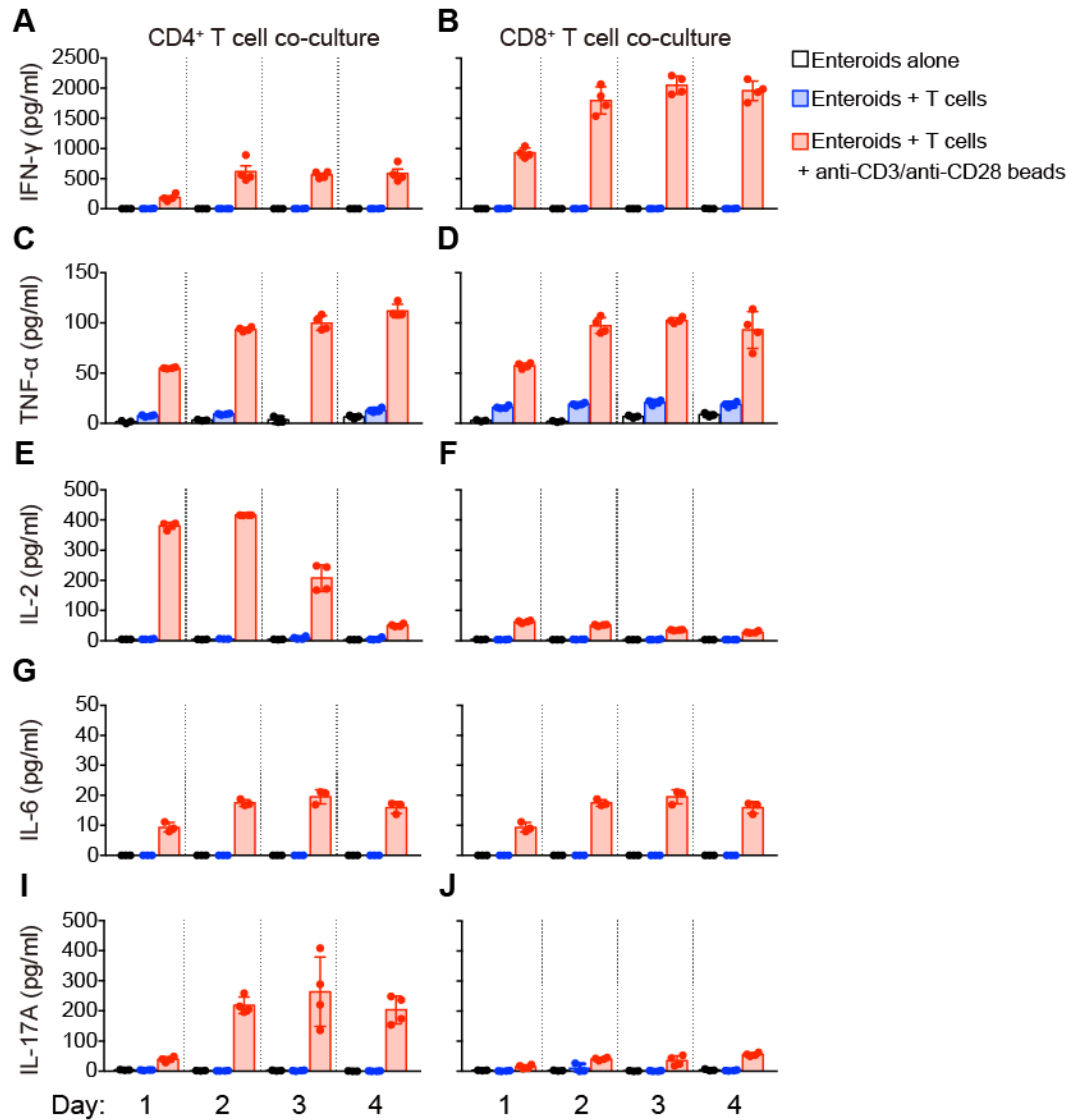 A
B
CD4⁺ T cell co-culture
CD8⁺ T cell co-culture
Enteroids alone
Enteroids + T cells
Enteroids + T cells
+ anti-CD3/anti-CD28 beads
IFN-γ (pg/ml)
2500
2000
1500
1000
500
0
C
D
TNF-α (pg/ml)
150
100
50
0
E
F
IL-2 (pg/ml)
500
400
300
200
100
0
G
IL-6 (pg/ml)
50
40
30
20
10
0
I
J
IL-17A (pg/ml)
500
400
300
200
100
0
Day: 1 2 3 4 1 2 3 4